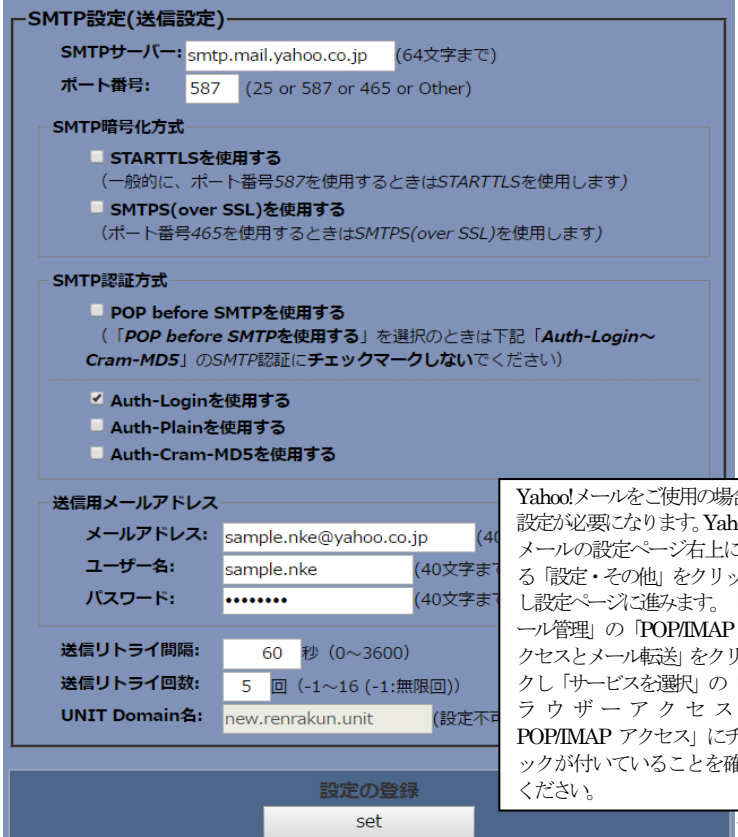 SMTP設定(送信設定)
SMTPサーバー: smtp.mail.yahoo.co.jp (64文字まで)
ポート番号: 587 (25 or 587 or 465 or Other)
SMTP暗号化方式
STARTTLSを使用する
（一般的に、ポート番号587を使用するときはSTARTTLSを使用します)
SMTPS(over SSL)を使用する
(ポート番号465を使用するときはSMTPS(over SSL)を使用します)
SMTP認証方式
POP before SMTPを使用する
（「POP before SMTPを使用する」を選択のときは下記「Auth-Login～
Cram-MD5」のSMTP認証にチェックマークしないでください）
Auth-Loginを使用する
Auth-Plainを使用する
Auth-Cram-MD5を使用する
送信用メールアドレス
メールアドレス: sample.nke@yahoo.co.jp (40
ユーザー名: sample.nke (40文字まで
パスワード: •••••••• (40文字まで
送信リトライ間隔: 60 秒（0～3600）
送信リトライ回数: 5 回（-1～16 (-1:無限回)）
UNIT Domain名: new.renrakun.unit (設定不可
設定の登録
set
Yahoo!メールをご使用の場合
設定が必要になります。Yaho
メールの設定ページ右上に
る「設定・その他」をクリッ
し設定ページに進みます。
ール管理」の「POP/IMAP
クセスとメール転送」をクリ
クし「サービスを選択」の
ラウザーアクセス
POP/IMAP アクセス」にチ
ックが付いていることを確
ください。